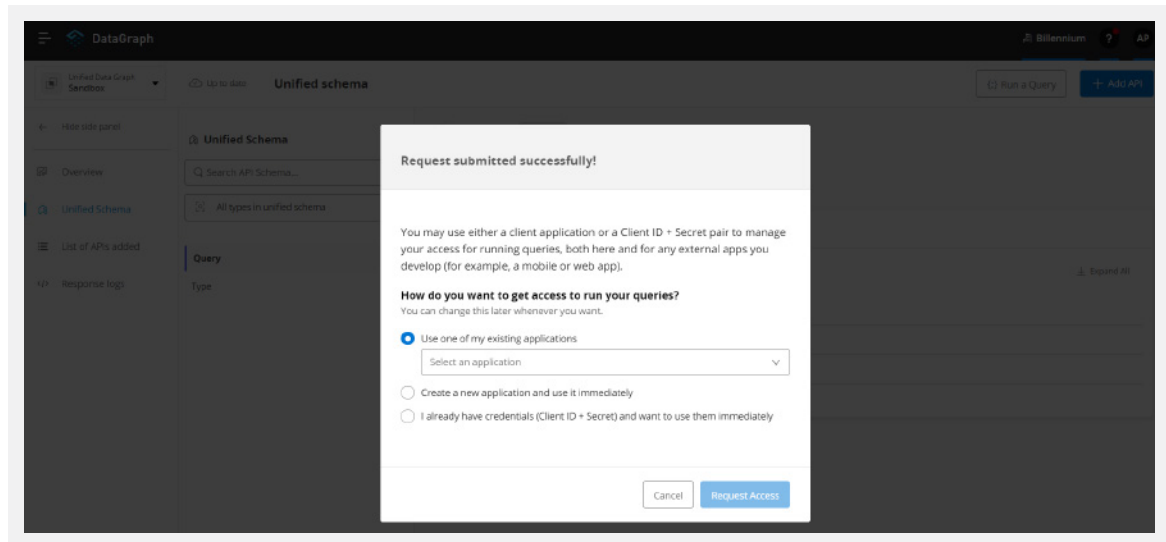 DataGraph
Billennium
?
AP
Unified Data Graph
Sandbox
Up to date
Unified schema
Run a Query
+ Add API
Hide side panel
Overview
Unified Schema
List of APIs added
Response logs
Unified Schema
Search API Schema...
All types in unified schema
Query
Type
Expand All
Request submitted successfully!
You may use either a client application or a Client ID + Secret pair to manage
your access for running queries, both here and for any external apps you
develop (for example, a mobile or web app).
How do you want to get access to run your queries?
You can change this later whenever you want.
Use one of my existing applications
Select an application
Create a new application and use it immediately
I already have credentials (Client ID + Secret) and want to use them immediately
Cancel
Request Access